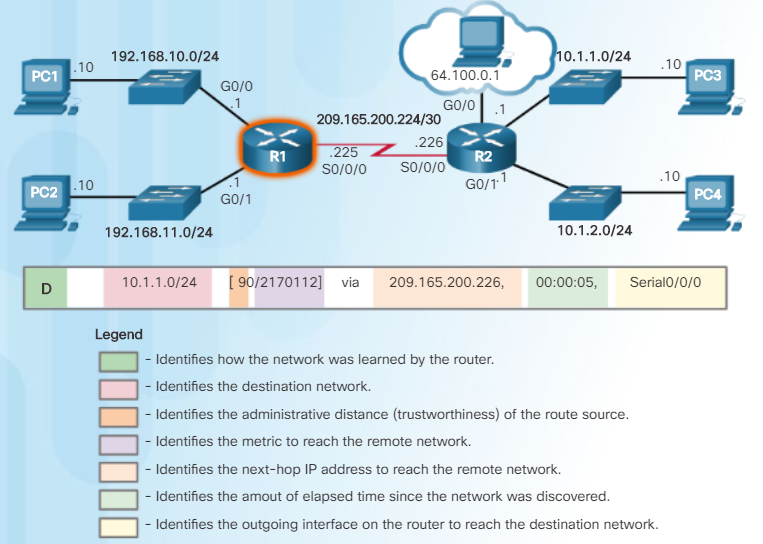 192.168.10.0/24
PC1
.10
G0/0
.1
R1
PC2
.10
.1
G0/1
192.168.11.0/24
209.165.200.224/30
.225
S0/0/0
.226
S0/0/0
64.100.0.1
G0/0
.1
R2
G0/1
.1
10.1.1.0/24
.10
PC3
.10
PC4
10.1.2.0/24
D 10.1.1.0/24 [ 90/2170112] via 209.165.200.226, 00:00:05, Serial0/0/0
Legend
- Identifies how the network was learned by the router.
- Identifies the destination network.
- Identifies the administrative distance (trustworthiness) of the route source.
- Identifies the metric to reach the remote network.
- Identifies the next-hop IP address to reach the remote network.
- Identifies the amout of elapsed time since the network was discovered.
- Identifies the outgoing interface on the router to reach the destination network.